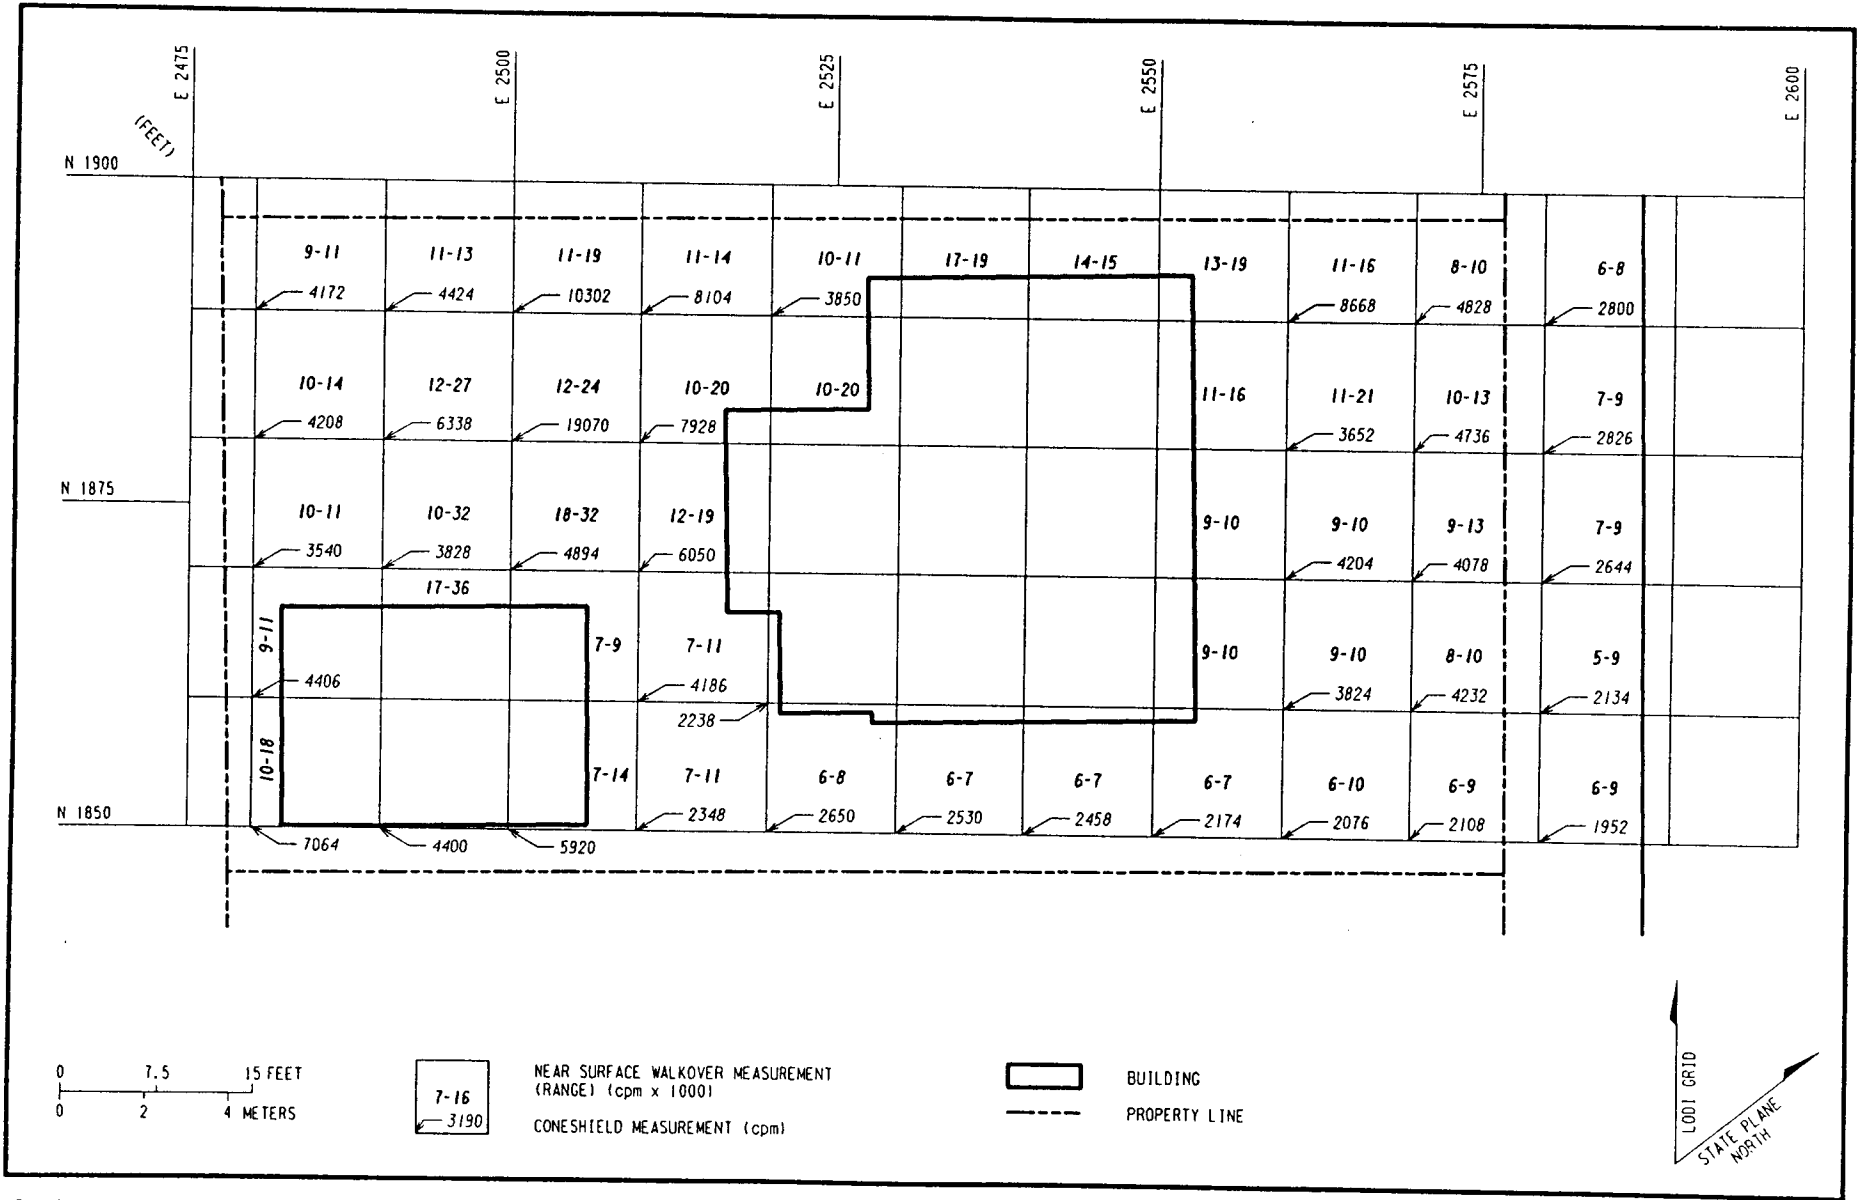 E 2475
E 2500
E 2525
E 2550
E 2575
E 2600
(FEET)
N 1900
9-11 11-13 11-19 11-14 10-11 17-19 14-15 13-19 11-16 8-10 6-8
4172 4424 10302 8104 3850 8668 4828 2800
10-14 12-27 12-24 10-20 10-20 11-16 11-21 10-13 7-9
4208 6338 19070 7928 3652 4736 2826
N 1875
10-11 10-32 18-32 12-19 9-10 9-10 9-13 7-9
3540 3828 4894 6050 4204 4078 2644
17-36
9-11 7-9 7-11 9-10 9-10 8-10 5-9
4406 4186 3824 4232 2134
2238
10-18 7-14 7-11 6-8 6-7 6-7 6-7 6-10 6-9 6-9
N 1850
2348 2650 2530 2458 2174 2076 2108 1952
7064 4400 5920
0 7.5 15 FEET
0 2 4 METERS
7-16
3190
NEAR SURFACE WALKOVER MEASUREMENT
(RANGE) (cpm x 1000)
CONESHIELD MEASUREMENT (cpm)
BUILDING
PROPERTY LINE
LODI GRID
STATE PLANE
NORTH